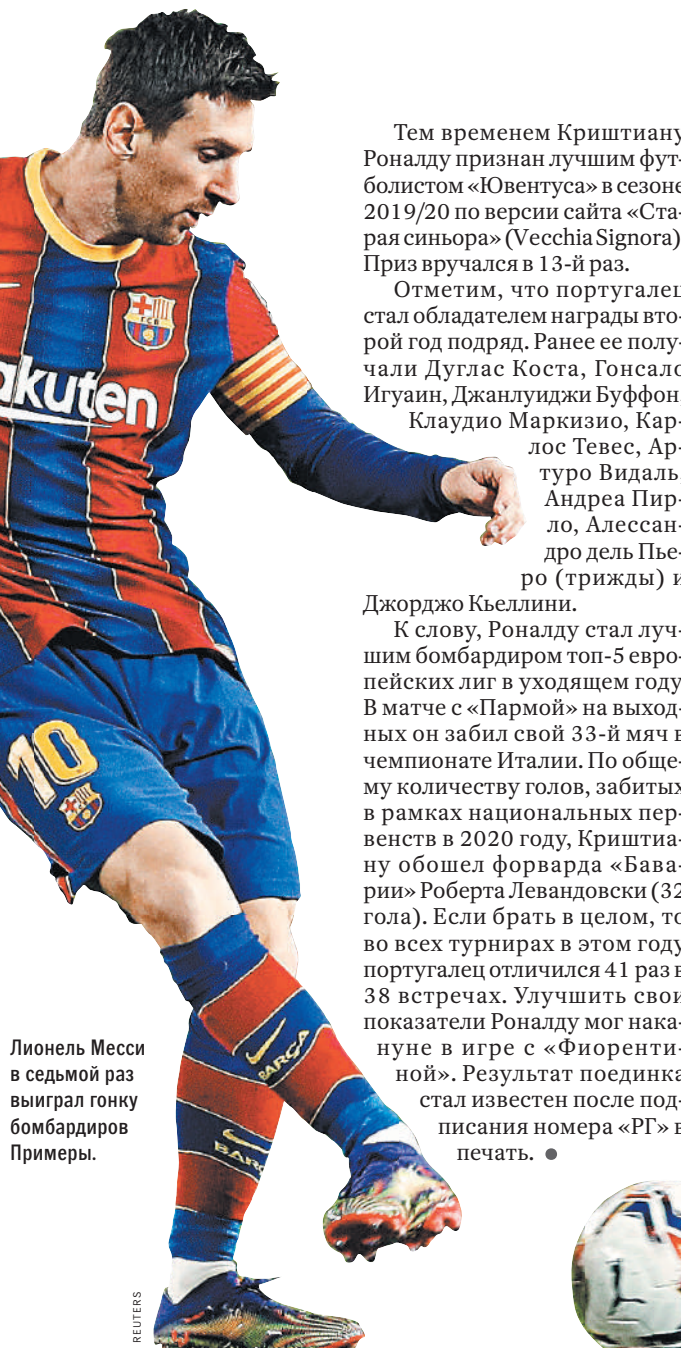 Тем временем Криштиану
Роналду признан лучшим фут-
болистом «Ювентуса» в сезоне
2019/20 по версии сайта «Ста-
рая синьора» (Vecchia Signora)
Приз вручался в 13-й раз.
Отметим, что португалец
стал обладателем награды вто-
рой год подряд. Ранее ее полу-
чали Дуглас Коста, Гонсало
Игуаин, Джанлуиджи Буффон,
Клаудио Маркизио, Кар-
лос Тевес, Ар-
туро Видаль,
Андреа Пир-
ло, Алессан-
дро дель Пье-
ро (трижды) и
Джорджо Кьеллини.
К слову, Роналду стал луч-
шим бомбардиром топ-5 евро-
пейских лиг в уходящем году
В матче с «Пармой» на выход-
ных он забил свой 33-й мяч в
чемпионате Италии. По обще-
му количеству голов, забитых
в рамках национальных пер-
венств в 2020 году, Криштиа-
ну обошел форварда «Бава-
рии» Роберта Левандовски (32
гола). Если брать в целом, то
во всех турнирах в этом году
португалец отличился 41 раз в
38 встречах. Улучшить свои
показатели Роналду мог нака-
нуне в игре с «Фиоренти-
ной». Результат поединка
стал известен после под-
писания номера «РГ» в
печать.
Лионель Месси
в седьмой раз
выиграл гонку
бомбардиров
Примеры.
REUTERS
FCB
akuten
10
BARÇA
BARÇ